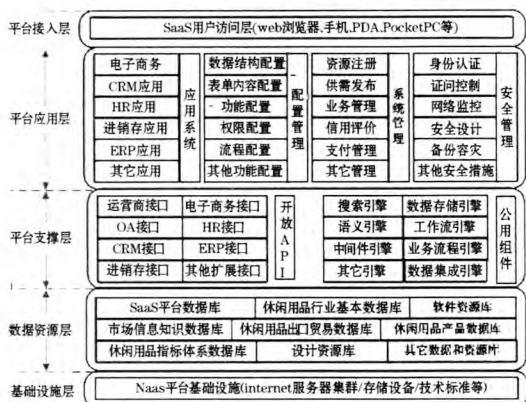 平台接入层
SaaS用户访问层(web浏览器,手机,PDA,PocketPC等)
平台应用层
电子商务
CRM应用
HR应用
进销存应用
ERP应用
其它应用
应用系统
数据结构配置
表单内容配置
-功能配置
权限配置
流程配置
其他功能配置
-配置管理
资源注册
供需发布
业务管理
信用评价
支付管理
其它管理
系统管理
身份认证
证问控制
网络监控
安全设计
备份容灾
其他安全措施
安全管理
平台支撑层
运营商接口 电子商务接口
OA接口 HR接口
CRM接口 ERP接口
进销存接口 其他扩展接口
开放API
搜索引擎 数据存储引擎
语义引擎 工作流引擎
中间件引擎 业务流程引擎
其它引擎 数据集成引擎
公用组件
数据资源层
SaaS平台数据库 休闲用品行业基本数据库 软件资源库
市场信息知识数据库 休闲用品出口贸易数据库 休闲用品产品数据库
休闲用品指标体系数据库 设计资源库 其它数据和资源库
基础设施层
Naas平台基础设施(internet服务器集群/存储设备/技术标准等)